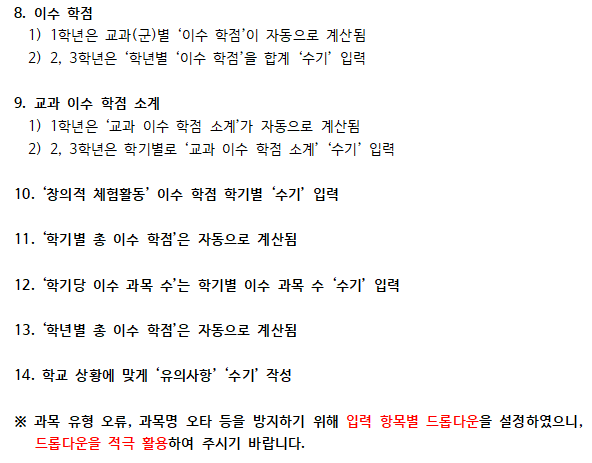 8. 이수 학점
1) 1학년은 교과(군)별 ‘이수 학점’이 자동으로 계산됨
2) 2, 3학년은 ‘학년별 ‘이수 학점’을 합계 ‘수기’ 입력
9. 교과 이수 학점 소계
1) 1학년은 ‘교과 이수 학점 소계’가 자동으로 계산됨
2) 2, 3학년은 학기별로 ‘교과 이수 학점 소계’ ‘수기’ 입력
10. ‘창의적 체험활동’ 이수 학점 학기별 ‘수기’ 입력
11. ‘학기별 총 이수 학점’은 자동으로 계산됨
12. ‘학기당 이수 과목 수’는 학기별 이수 과목 수 ‘수기’ 입력
13. ‘학년별 총 이수 학점’은 자동으로 계산됨
14. 학교 상황에 맞게 ‘유의사항’ ‘수기’ 작성
※ 과목 유형 오류, 과목명 오타 등을 방지하기 위해 입력 항목별 드롭다운을 설정하였으니,
드롭다운을 적극 활용하여 주시기 바랍니다.